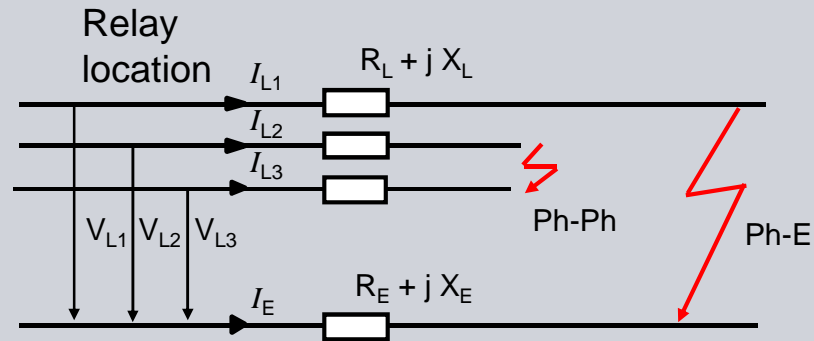 Relay
location
I_L1
R_L + j X_L
I_L2
I_L3
V_L1 V_L2 V_L3
Ph-Ph
Ph-E
I_E
R_E + j X_E